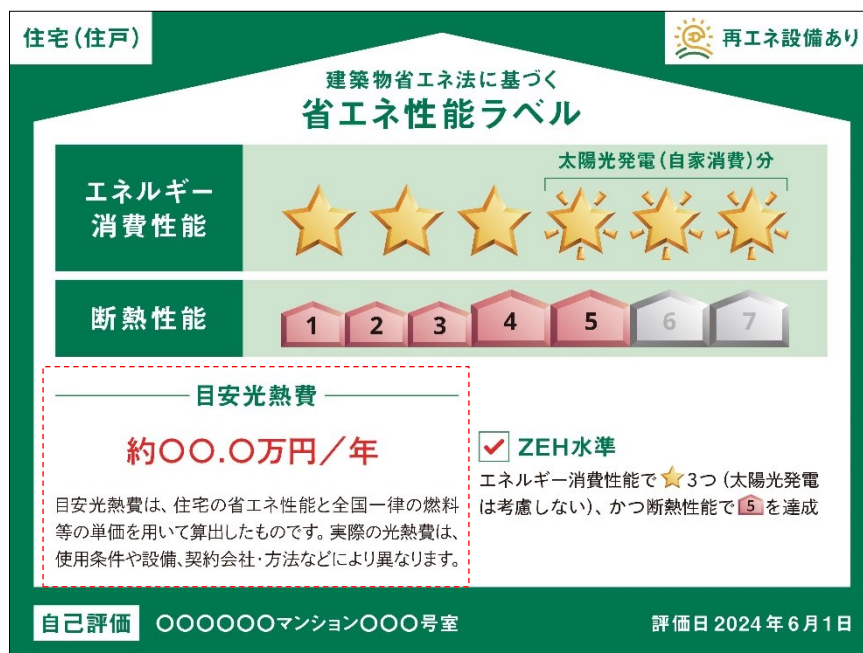 住宅(住戸)
再エネ設備あり
建築物省エネ法に基づく
省エネ性能ラベル
太陽光発電(自家消費)分
エネルギー
消費性能
断熱性能
1 2 3 4 5 6 7
目安光熱費
約〇〇.〇万円/年
目安光熱費は、住宅の省エネ性能と全国一律の燃料
等の単価を用いて算出したものです。実際の光熱費は、
使用条件や設備、契約会社・方法などにより異なります。
ZEH水準
エネルギー消費性能で⭐3つ(太陽光発電
は考慮しない)、かつ断熱性能で5を達成
自己評価
〇〇〇〇〇〇マンション〇〇〇号室
評価日2024年6月1日